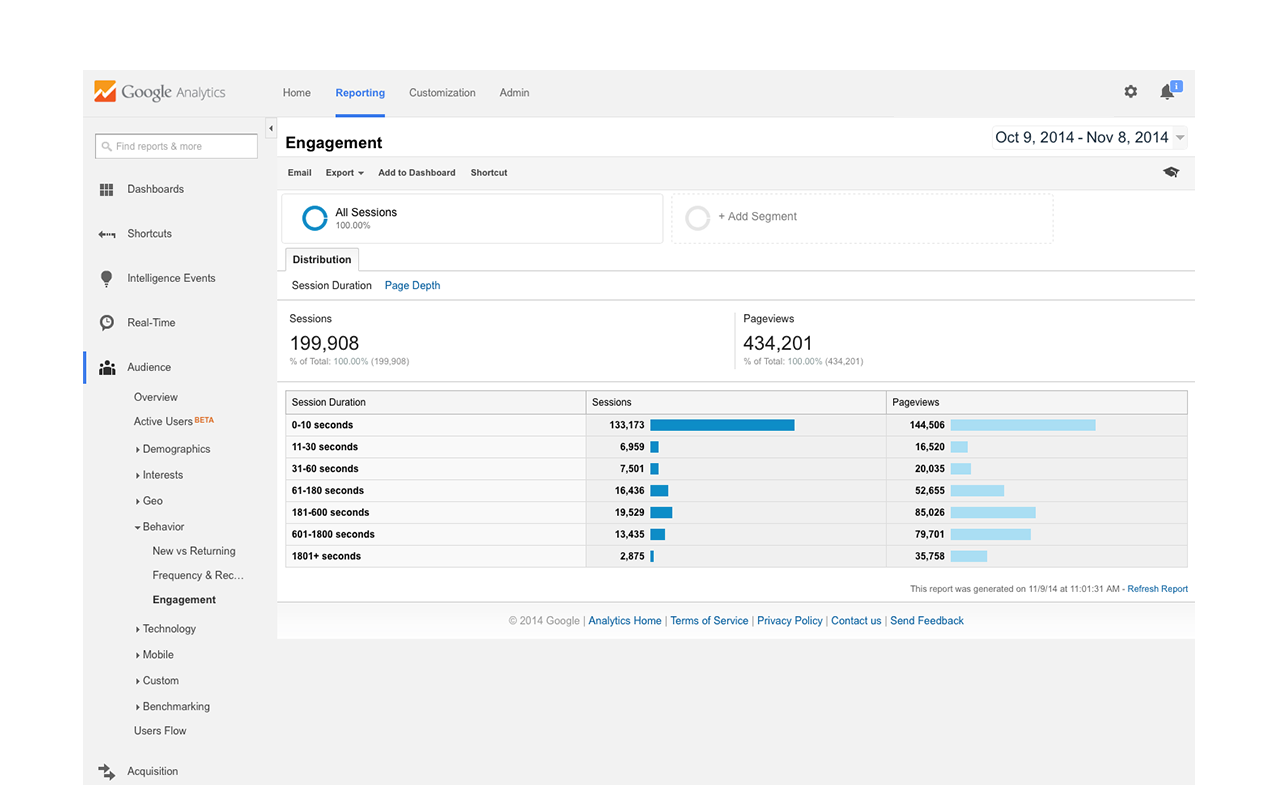 Google Analytics
Home Reporting Customization Admin
1
Find reports & more
Dashboards
Shortcuts
Intelligence Events
Real-Time
Audience
Overview
Active Users BETA
Demographics
Interests
Geo
Behavior
New vs Returning
Frequency & Rec...
Engagement
Technology
Mobile
Custom
Benchmarking
Users Flow
Acquisition
Engagement
Oct 9, 2014 - Nov 8, 2014
Email Export Add to Dashboard Shortcut
All Sessions
100.00%
+ Add Segment
Distribution
Session Duration Page Depth
Sessions
199,908
% of Total: 100.00% (199,908)
Pageviews
434,201
% of Total: 100.00% (434,201)
Session Duration Sessions Pageviews
0-10 seconds 133,173 144,506
11-30 seconds 6,959 16,520
31-60 seconds 7,501 20,035
61-180 seconds 16,436 52,655
181-600 seconds 19,529 85,026
601-1800 seconds 13,435 79,701
1801+ seconds 2,875 35,758
This report was generated on 11/9/14 at 11:01:31 AM - Refresh Report
© 2014 Google | Analytics Home | Terms of Service | Privacy Policy | Contact us | Send Feedback